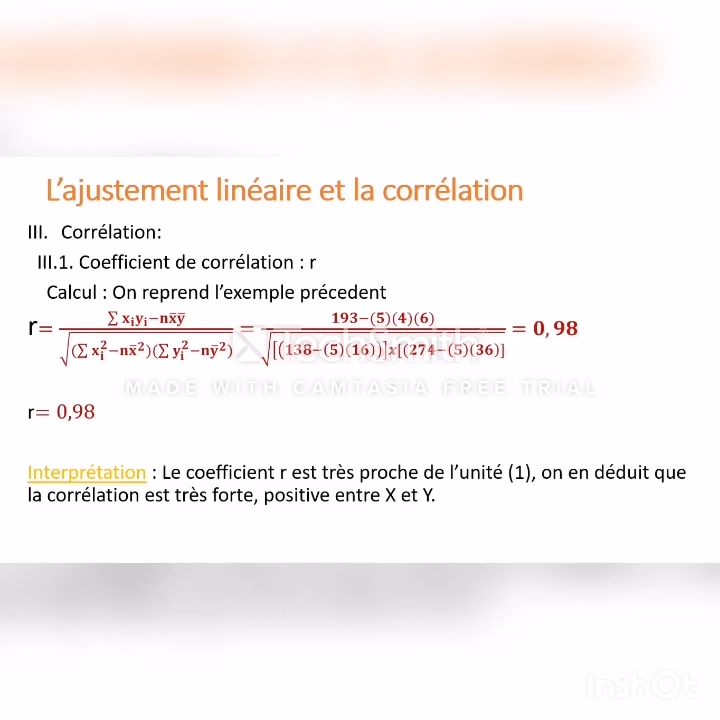 L'ajustement linéaire et la corrélation
III. Corrélation:
III.1. Coefficient de corrélation : r
Calcul : On reprend l'exemple précedent
r= (∑ xᵢyᵢ−nx̄ȳ) / √((∑ xᵢ²−nx̄²)(∑ yᵢ²−nȳ²)) = (193−(5)(4)(6)) / √([(138−(5)(16))]x[(274−(5)(36)]) = 0,98
TechSmith
MADE WITH CAMTASIA FREE TRIAL
r= 0,98
Interprétation : Le coefficient r est très proche de l'unité (1), on en déduit que
la corrélation est très forte, positive entre X et Y.
InShOt